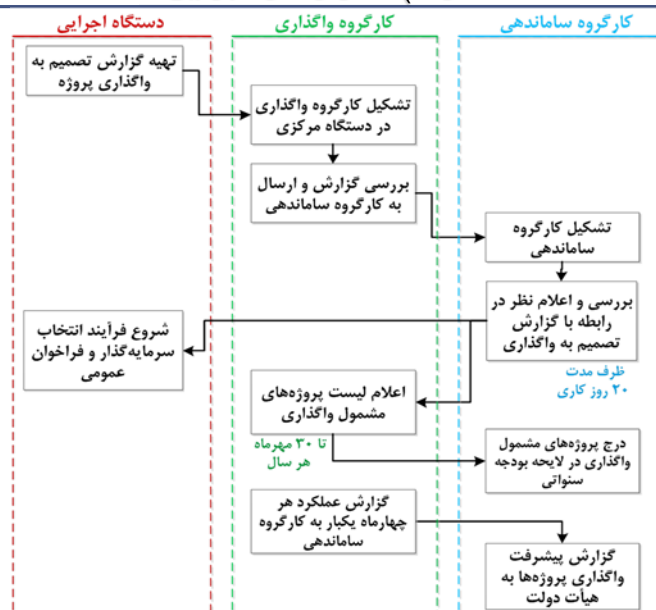 کارگروه ساماندهی
کارگروه واگذاری
دستگاه اجرایی
تهیه گزارش تصمیم به
واگذاری پروژه
تشکیل کارگروه واگذاری
در دستگاه مرکزی
بررسی گزارش و ارسال
به کارگروه ساماندهی
تشکیل کارگروه
ساماندهی
بررسی و اعلام نظر در
رابطه با گزارش
تصمیم به واگذاری
ظرف مدت
۲۰ روز کاری
شروع فرآیند انتخاب
سرمایه‌گذار و فراخوان
عمومی
اعلام لیست پروژه‌های
مشمول واگذاری
تا ۳۰ مهرماه
هر سال
درج پروژه‌های مشمول
واگذاری در لایحه بودجه
سنواتی
گزارش عملکرد هر
چهارماه یکبار به کارگروه
ساماندهی
گزارش پیشرفت
واگذاری پروژه‌ها به
هیأت دولت